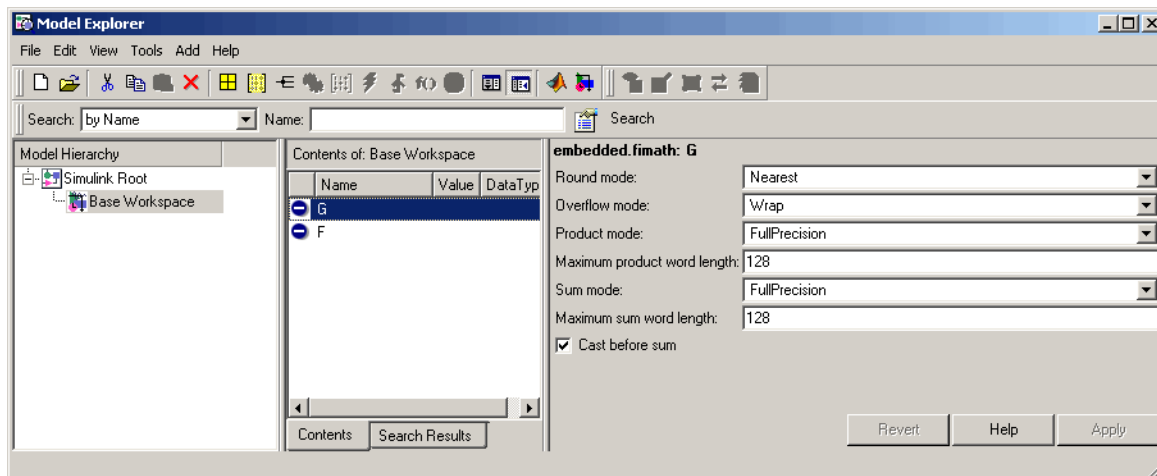 Model Explorer
File Edit View Tools Add Help
Search: by Name Name: Search
Model Hierarchy
Simulink Root
Base Workspace
Contents of: Base Workspace
Name Value DataTyp
G
F
Contents Search Results
embedded.fimath: G
Round mode: Nearest
Overflow mode: Wrap
Product mode: FullPrecision
Maximum product word length: 128
Sum mode: FullPrecision
Maximum sum word length: 128
Cast before sum
Revert Help Apply